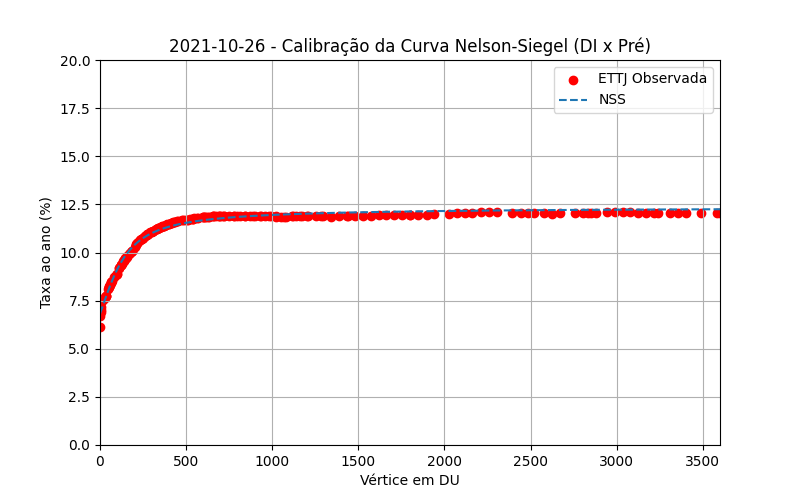 2021-10-26 - Calibração da Curva Nelson-Siegel (DI x Pré)
ETTJ Observada
NSS
Taxa ao ano (%)
20.0
17.5
15.0
12.5
10.0
7.5
5.0
2.5
0.0
0 500 1000 1500 2000 2500 3000 3500
Vértice em DU